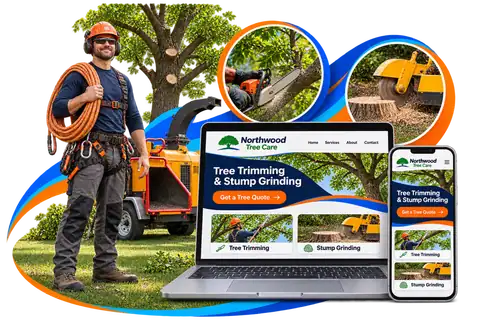 Northwood
Tree Care
Home Services About Contact
Tree Trimming
& Stump Grinding
Get a Tree Quote →
Tree Trimming
Stump Grinding
Northwood
Tree Care
Tree Trimming
& Stump Grinding
Get a Tree Quote →
Tree Trimming
Stump Grinding